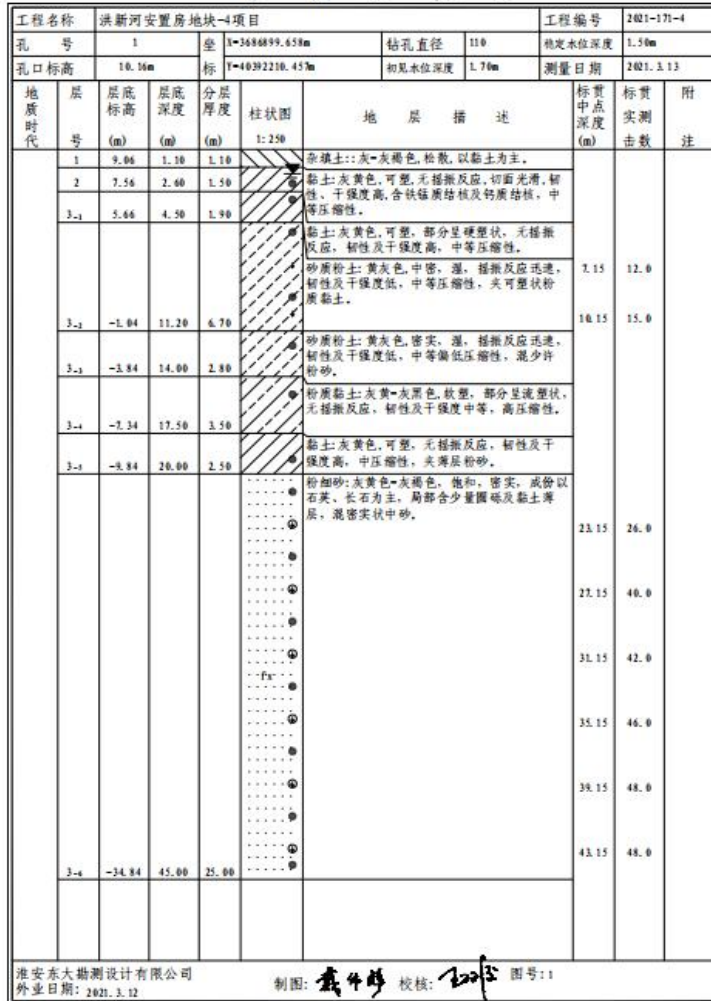 工程名称 洪新河安置房地块-4项目 工程编号 2021-171-4
孔 号 1 坐 X=3686899.658m 钻孔直径 110 稳定水位深度 1.50m
孔口标高 10.16m 标 Y=40392210.457m 初见水位深度 1.70m 测量日期 2021.3.13
地质时代 层号 层底标高(m) 层底深度(m) 分层厚度(m) 柱状图 1:250 地 层 描 述 标贯中点深度(m) 标贯实测击数 附注
1 9.06 1.10 1.10 杂填土::灰-灰褐色,松散,以黏土为主。
黏土:灰黄色,可塑,无摇振反应,切面光滑,韧
2 7.56 2.60 1.50 性、干强度高,含铁锰质结核及钙质结核,中
等压缩性。
3-1 5.66 4.50 1.90
黏土:灰黄色,可塑,部分呈硬塑状,无摇振
反应,韧性及干强度高,中等压缩性。
砂质粉土:黄灰色,中密,湿,摇振反应迅速,
7.15 12.0
韧性及干强度低,中等压缩性,夹可塑状粉
质黏土。
10.15 15.0
3-2 -1.04 11.20 6.70
砂质粉土:黄灰色,密实,湿,摇振反应迅速,
韧性及干强度低,中等偏低压缩性,混少许
粉砂。
3-3 -3.84 14.00 2.80
粉质黏土:灰黄-灰黑色,软塑,部分呈流塑状,
无摇振反应,韧性及干强度中等,高压缩性。
3-4 -7.34 17.50 3.50
黏土:灰黄色,可塑,无摇振反应,韧性及干
强度高,中压缩性,夹薄层粉砂。
3-5 -9.84 20.00 2.50
粉细砂:灰黄色-灰褐色,饱和,密实,成份以
石英、长石为主,局部含少量圆砾及黏土薄
层,混密实状中砂。
23.15 26.0
27.15 40.0
31.15 42.0
fx
35.15 46.0
39.15 48.0
43.15 48.0
3-6 -34.84 45.00 25.00
淮安东大勘测设计有限公司
外业日期: 2021.3.12 制图: 校核: 图号:1